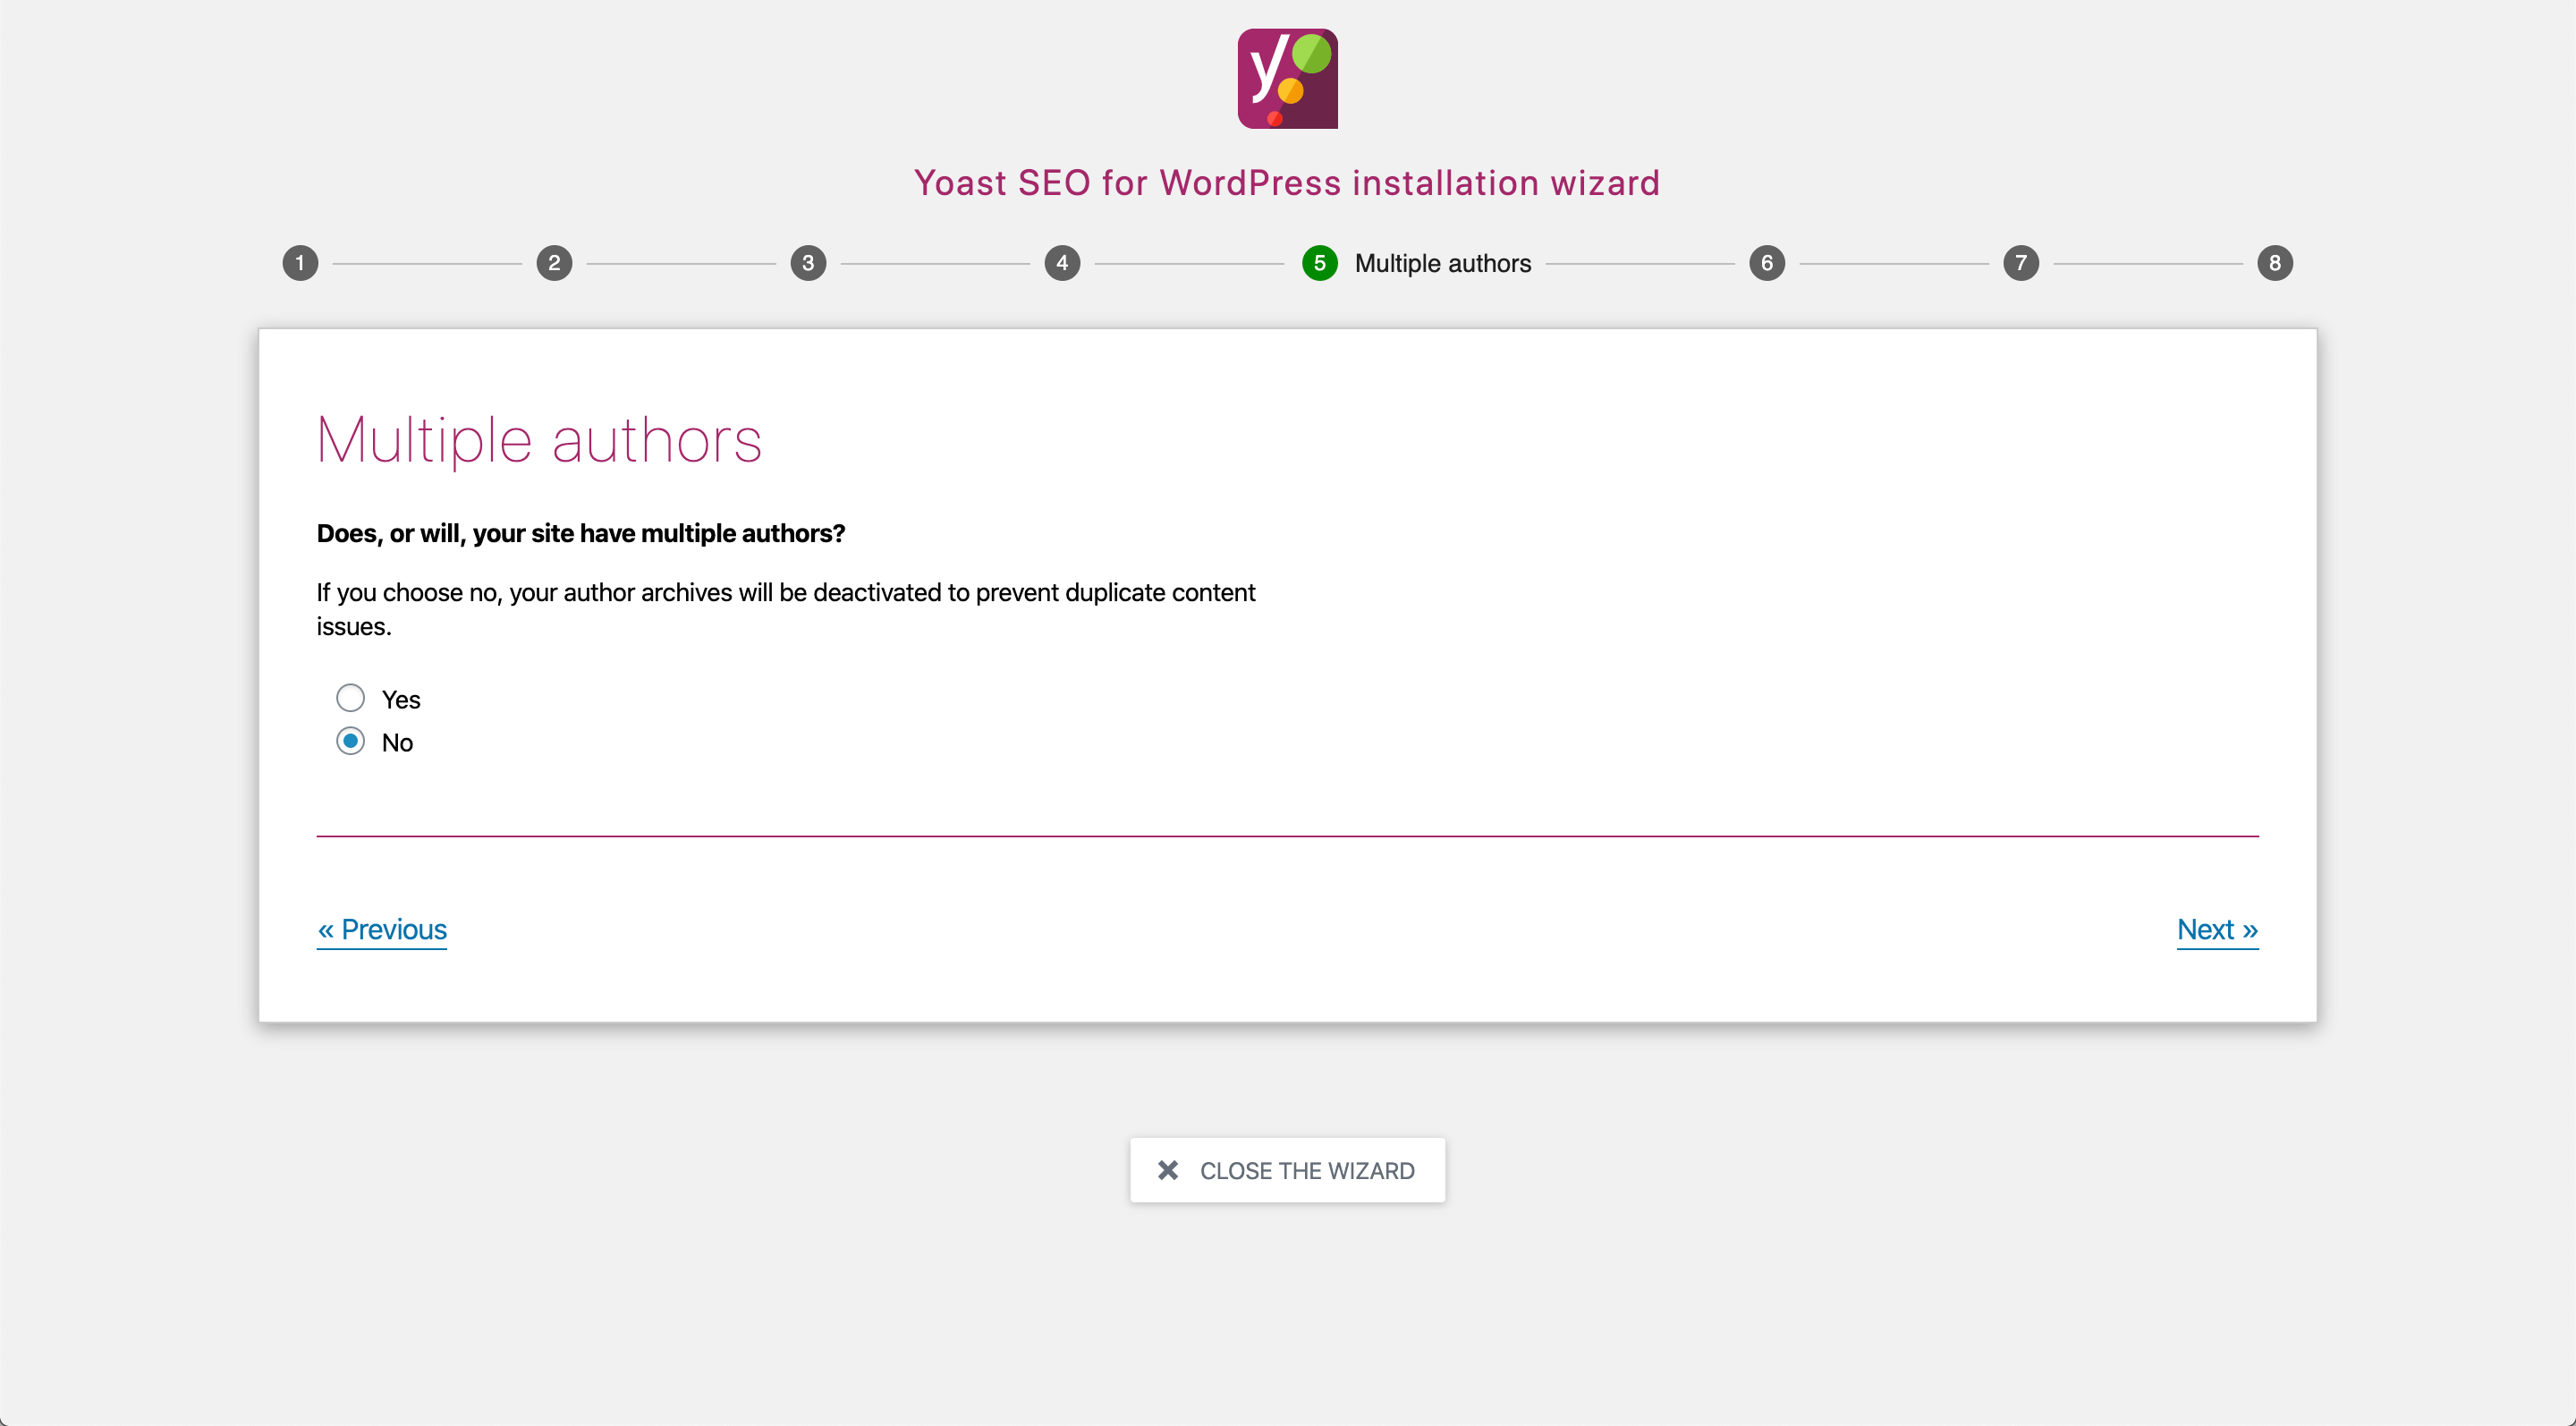 y
Yoast SEO for WordPress installation wizard
1 2 3 4 5 Multiple authors 6 7 8
Multiple authors
Does, or will, your site have multiple authors?
If you choose no, your author archives will be deactivated to prevent duplicate content
issues.
Yes
No
« Previous Next »
✖ CLOSE THE WIZARD